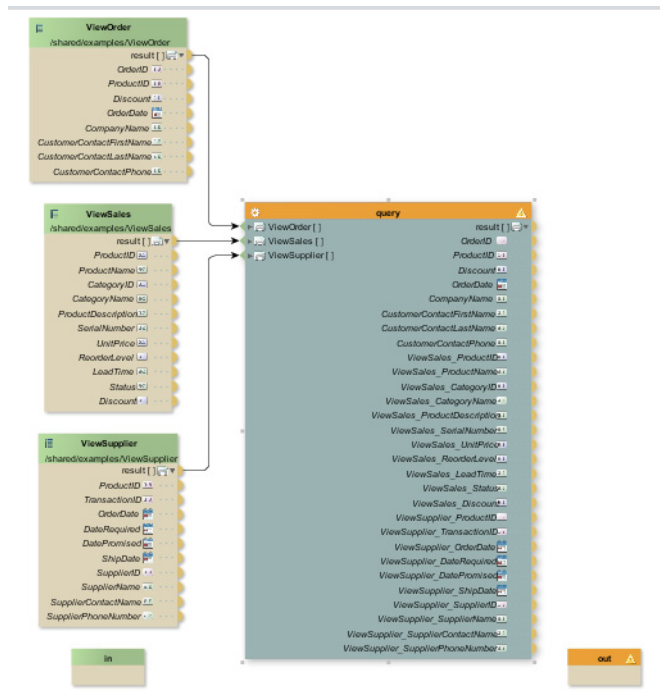 ViewOrder
/shared/examples/ViewOrder
result [ ]
OrderID
ProductID
Discount
OrderDate
CompanyName
CustomerContactFirstName
CustomerContactLastName
CustomerContactPhone
ViewSales
/shared/examples/ViewSales
result [ ]
ProductID
ProductName
CategoryID
CategoryName
ProductDescription
SerialNumber
UnitPrice
ReorderLevel
LeadTime
Status
Discount
ViewSupplier
/shared/examples/ViewSupplier
result [ ]
ProductID
TransactionID
OrderDate
DateRequired
DatePromised
ShipDate
SupplierID
SupplierName
SupplierContactName
SupplierPhoneNumber
in
query
ViewOrder [ ]
ViewSales [ ]
ViewSupplier [ ]
result [ ]
OrderID
ProductID
Discount
OrderDate
CompanyName
CustomerContactFirstName
CustomerContactLastName
CustomerContactPhone
ViewSales_ProductID
ViewSales_ProductName
ViewSales_CategoryID
ViewSales_CategoryName
ViewSales_ProductDescription
ViewSales_SerialNumber
ViewSales_UnitPrice
ViewSales_ReorderLevel
ViewSales_LeadTime
ViewSales_Status
ViewSales_Discount
ViewSupplier_ProductID
ViewSupplier_TransactionID
ViewSupplier_OrderDate
ViewSupplier_DateRequired
ViewSupplier_DatePromised
ViewSupplier_ShipDate
ViewSupplier_SupplierID
ViewSupplier_SupplierName
ViewSupplier_SupplierContactName
ViewSupplier_SupplierPhoneNumber
out